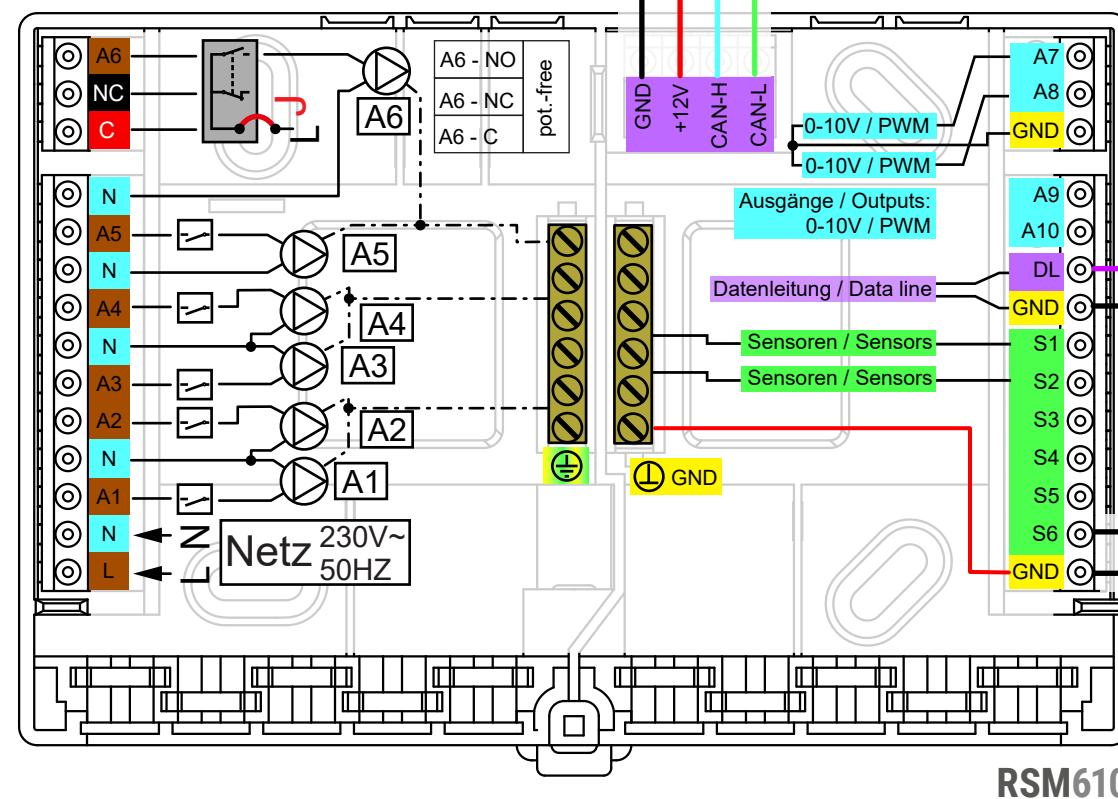 A6
NC
C
N
A5
N
A4
N
A3
A2
N
A1
N
L
A6
A5
A4
A3
A2
A1
J
L
N
L
Netz 230V~
50HZ
A6 - NO
A6 - NC
A6 - C
pot.-free
GND
+12V
CAN-H
CAN-L
0-10V / PWM
0-10V / PWM
Ausgänge / Outputs:
0-10V / PWM
Datenleitung / Data line
Sensoren / Sensors
Sensoren / Sensors
GND
A7
A8
GND
A9
A10
DL
GND
S1
S2
S3
S4
S5
S6
GND
RSM610